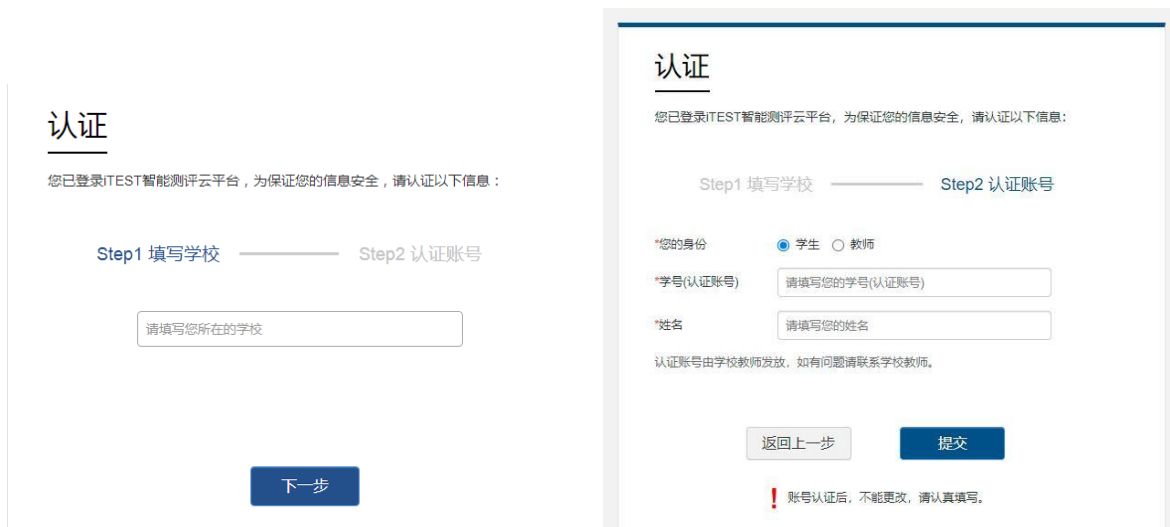 认证
您已登录iTEST智能测评云平台，为保证您的信息安全，请认证以下信息：
Step1 填写学校
Step2 认证账号
请填写您所在的学校
下一步
认证
您已登录iTEST智能测评云平台，为保证您的信息安全，请认证以下信息：
Step1 填写学校
Step2 认证账号
*您的身份
学生
教师
*学号(认证账号)
请填写您的学号(认证账号)
*姓名
请填写您的姓名
认证账号由学校教师发放，如有问题请联系学校教师。
返回上一步
提交
! 账号认证后，不能更改，请认真填写。